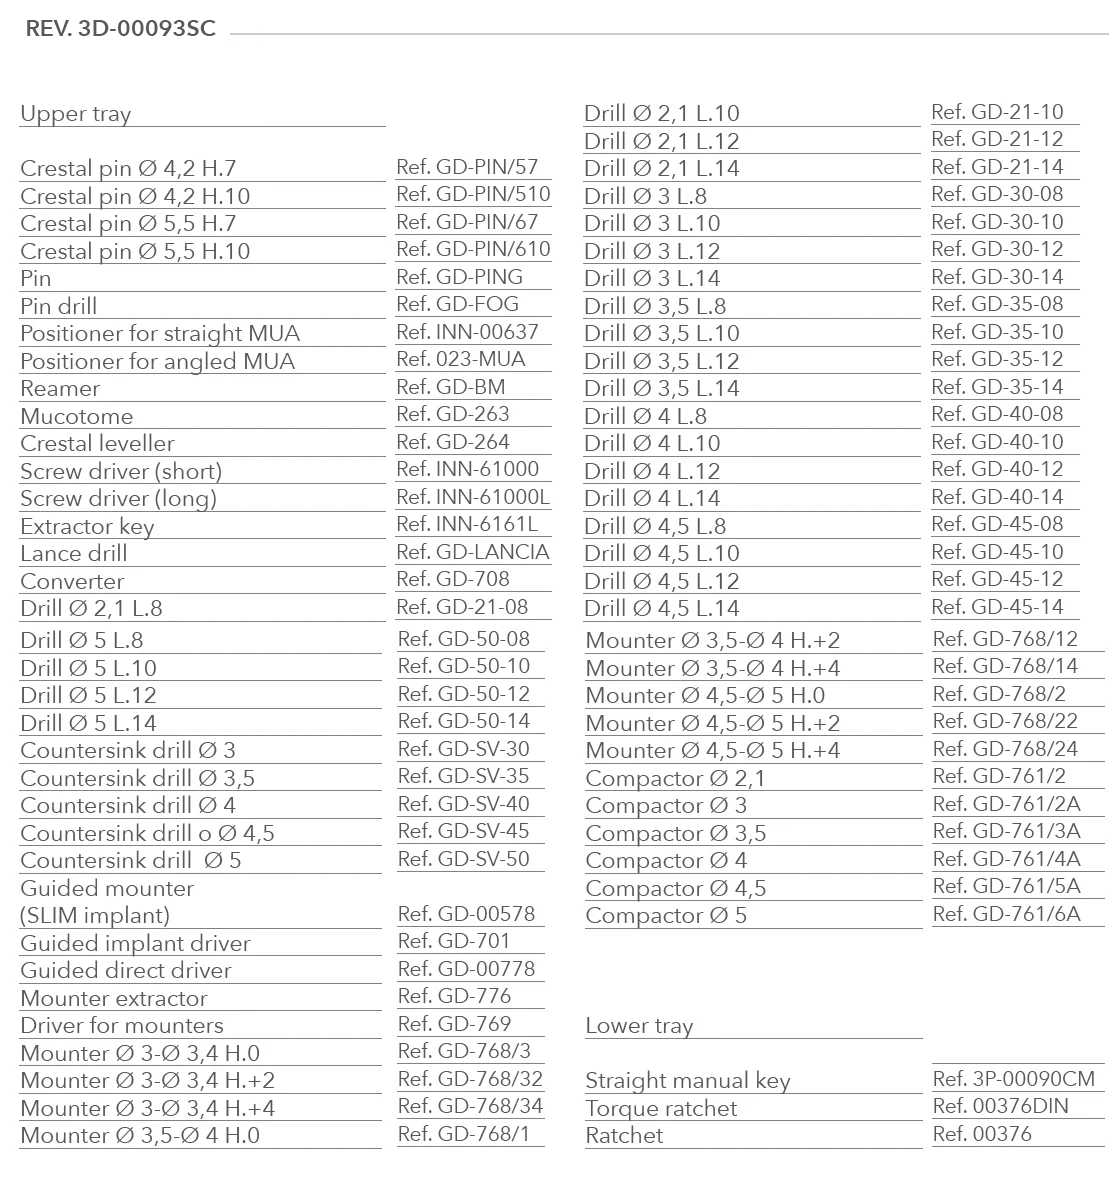 REV. 3D-00093SC
Upper tray
Crestal pin Ø 4,2 H.7 Ref. GD-PIN/57
Crestal pin Ø 4,2 H.10 Ref. GD-PIN/510
Crestal pin Ø 5,5 H.7 Ref. GD-PIN/67
Crestal pin Ø 5,5 H.10 Ref. GD-PIN/610
Pin Ref. GD-PING
Pin drill Ref. GD-FOG
Positioner for straight MUA Ref. INN-00637
Positioner for angled MUA Ref. 023-MUA
Reamer Ref. GD-BM
Mucotome Ref. GD-263
Crestal leveller Ref. GD-264
Screw driver (short) Ref. INN-61000
Screw driver (long) Ref. INN-61000L
Extractor key Ref. INN-6161L
Lance drill Ref. GD-LANCIA
Converter Ref. GD-708
Drill Ø 2,1 L.8 Ref. GD-21-08
Drill Ø 2,1 L.10 Ref. GD-21-10
Drill Ø 2,1 L.12 Ref. GD-21-12
Drill Ø 2,1 L.14 Ref. GD-21-14
Drill Ø 3 L.8 Ref. GD-30-08
Drill Ø 3 L.10 Ref. GD-30-10
Drill Ø 3 L.12 Ref. GD-30-12
Drill Ø 3 L.14 Ref. GD-30-14
Drill Ø 3,5 L.8 Ref. GD-35-08
Drill Ø 3,5 L.10 Ref. GD-35-10
Drill Ø 3,5 L.12 Ref. GD-35-12
Drill Ø 3,5 L.14 Ref. GD-35-14
Drill Ø 4 L.8 Ref. GD-40-08
Drill Ø 4 L.10 Ref. GD-40-10
Drill Ø 4 L.12 Ref. GD-40-12
Drill Ø 4 L.14 Ref. GD-40-14
Drill Ø 4,5 L.8 Ref. GD-45-08
Drill Ø 4,5 L.10 Ref. GD-45-10
Drill Ø 4,5 L.12 Ref. GD-45-12
Drill Ø 4,5 L.14 Ref. GD-45-14
Drill Ø 5 L.8 Ref. GD-50-08
Drill Ø 5 L.10 Ref. GD-50-10
Drill Ø 5 L.12 Ref. GD-50-12
Drill Ø 5 L.14 Ref. GD-50-14
Countersink drill Ø 3 Ref. GD-SV-30
Countersink drill Ø 3,5 Ref. GD-SV-35
Countersink drill Ø 4 Ref. GD-SV-40
Countersink drill o Ø 4,5 Ref. GD-SV-45
Countersink drill Ø 5 Ref. GD-SV-50
Guided mounter
(SLIM implant) Ref. GD-00578
Guided implant driver Ref. GD-701
Guided direct driver Ref. GD-00778
Mounter extractor Ref. GD-776
Driver for mounters Ref. GD-769
Mounter Ø 3-Ø 3,4 H.0 Ref. GD-768/3
Mounter Ø 3-Ø 3,4 H.+2 Ref. GD-768/32
Mounter Ø 3-Ø 3,4 H.+4 Ref. GD-768/34
Mounter Ø 3,5-Ø 4 H.0 Ref. GD-768/1
Mounter Ø 3,5-Ø 4 H.+2 Ref. GD-768/12
Mounter Ø 3,5-Ø 4 H.+4 Ref. GD-768/14
Mounter Ø 4,5-Ø 5 H.0 Ref. GD-768/2
Mounter Ø 4,5-Ø 5 H.+2 Ref. GD-768/22
Mounter Ø 4,5-Ø 5 H.+4 Ref. GD-768/24
Compactor Ø 2,1 Ref. GD-761/2
Compactor Ø 3 Ref. GD-761/2A
Compactor Ø 3,5 Ref. GD-761/3A
Compactor Ø 4 Ref. GD-761/4A
Compactor Ø 4,5 Ref. GD-761/5A
Compactor Ø 5 Ref. GD-761/6A
Lower tray
Straight manual key Ref. 3P-00090CM
Torque ratchet Ref. 00376DIN
Ratchet Ref. 00376